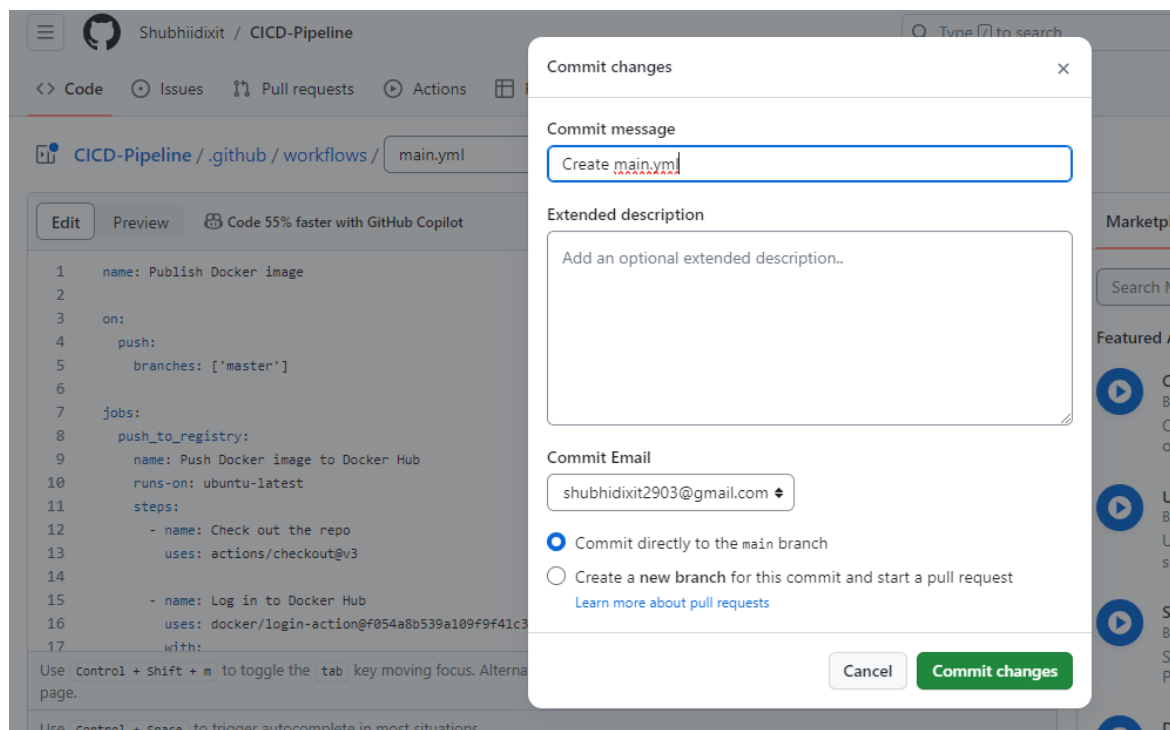 Shubhiidixit / CICD-Pipeline
Type / to search
<> Code Issues Pull requests Actions
CICD-Pipeline / .github / workflows / main.yml
Edit Preview Code 55% faster with GitHub Copilot
1 name: Publish Docker image
2
3 on:
4 push:
5 branches: ['master']
6
7 jobs:
8 push_to_registry:
9 name: Push Docker image to Docker Hub
10 runs-on: ubuntu-latest
11 steps:
12 - name: Check out the repo
13 uses: actions/checkout@v3
14
15 - name: Log in to Docker Hub
16 uses: docker/login-action@f054a8b539a109f9f41c3
17 with:
Use Control + Shift + m to toggle the tab key moving focus. Alterna
page.
Use Control + Space to trigger autocomplete in most situations.
Commit changes
Commit message
Create main.yml
Extended description
Add an optional extended description..
Commit Email
shubhidixit2903@gmail.com
Commit directly to the main branch
Create a new branch for this commit and start a pull request
Learn more about pull requests
Cancel Commit changes
Marketp
Search
Featured